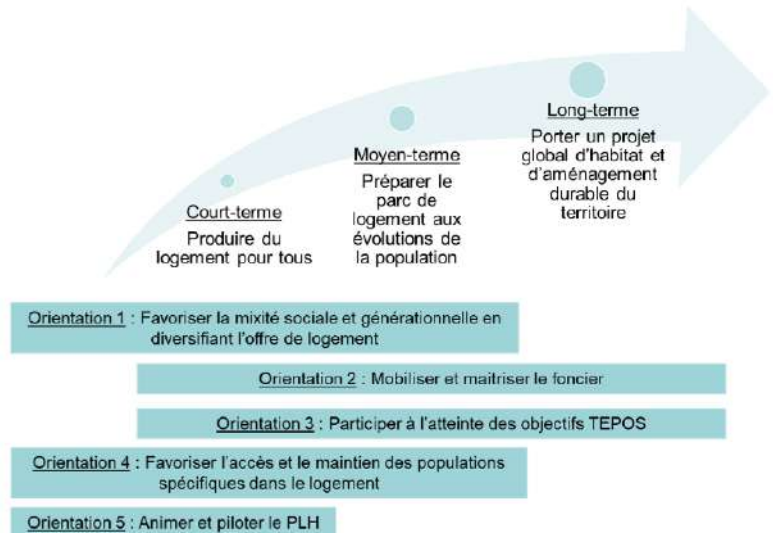 Court-terme
Produire du
logement pour tous
Moyen-terme
Préparer le
parc de
logement aux
évolutions de
la population
Long-terme
Porter un projet
global d'habitat et
d'aménagement
durable du
territoire
Orientation 1 : Favoriser la mixité sociale et générationnelle en
diversifiant l'offre de logement
Orientation 2 : Mobiliser et maitriser le foncier
Orientation 3 : Participer à l'atteinte des objectifs TEPOS
Orientation 4 : Favoriser l'accès et le maintien des populations
spécifiques dans le logement
Orientation 5 : Animer et piloter le PLH